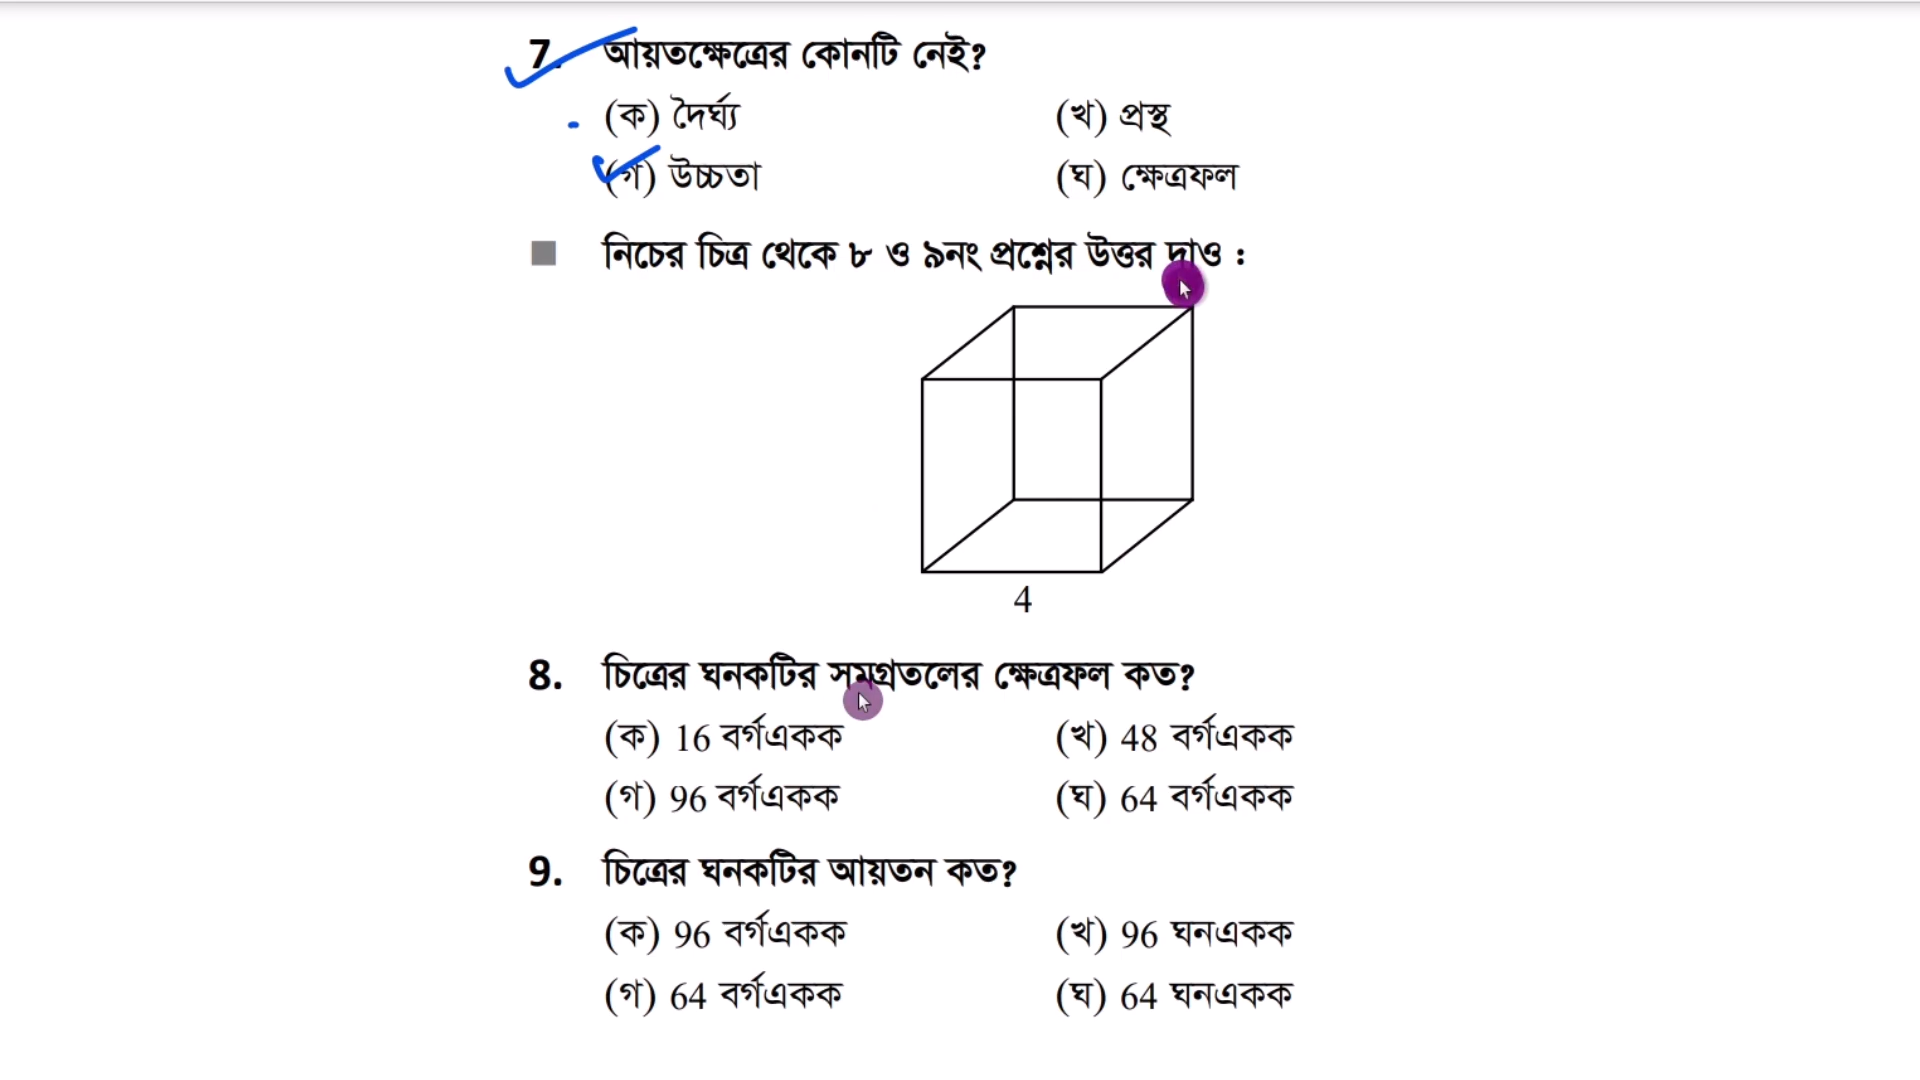 7. আয়তক্ষেত্রের কোনটি নেই?
(ক) দৈর্ঘ্য (খ) প্রস্থ
(গ) উচ্চতা (ঘ) ক্ষেত্রফল
■ নিচের চিত্র থেকে ৮ ও ৯নং প্রশ্নের উত্তর দাও :
4
8. চিত্রের ঘনকটির সমগ্রতলের ক্ষেত্রফল কত?
(ক) 16 বর্গএকক (খ) 48 বর্গএকক
(গ) 96 বর্গএকক (ঘ) 64 বর্গএকক
9. চিত্রের ঘনকটির আয়তন কত?
(ক) 96 বর্গএকক (খ) 96 ঘনএকক
(গ) 64 বর্গএকক (ঘ) 64 ঘনএকক